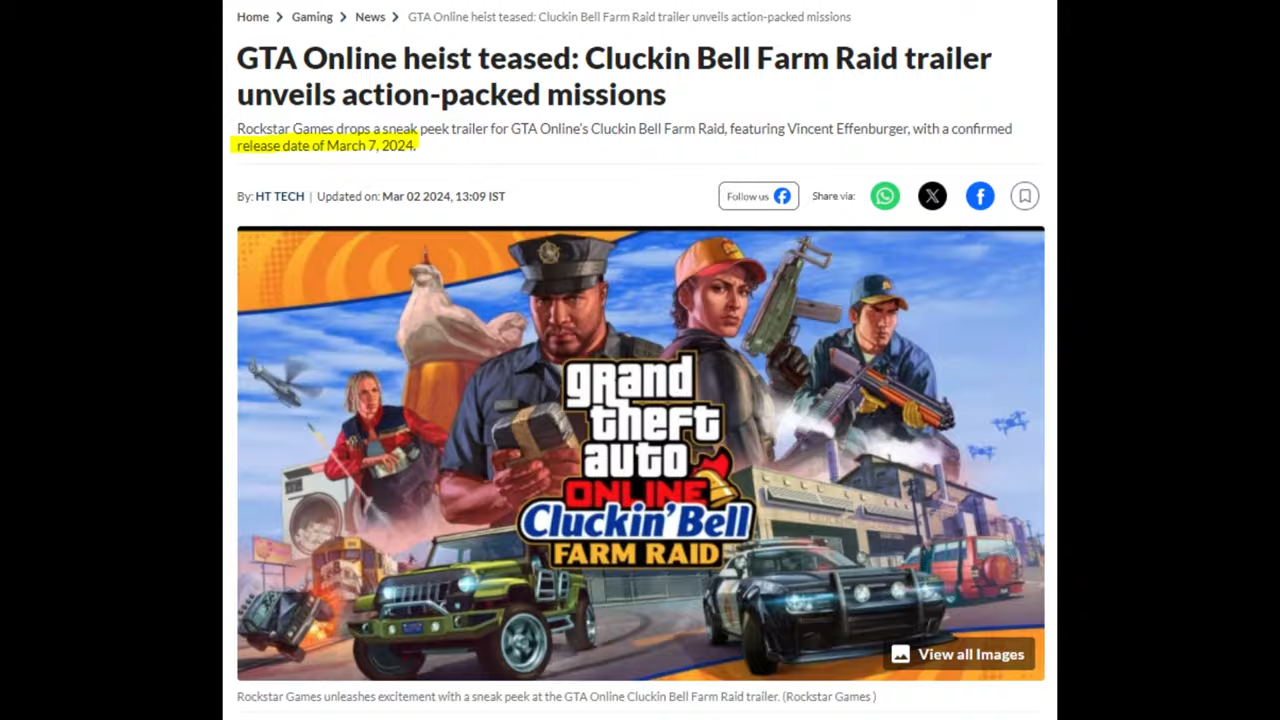 Home > Gaming > News > GTA Online heist teased: Cluckin Bell Farm Raid trailer unveils action-packed missions
GTA Online heist teased: Cluckin Bell Farm Raid trailer
unveils action-packed missions
Rockstar Games drops a sneak peek trailer for GTA Online's Cluckin Bell Farm Raid, featuring Vincent Effenburger, with a confirmed
release date of March 7, 2024.
By: HT TECH | Updated on: Mar 02 2024, 13:09 IST
Follow us
Share via:
grand
theft
auto
ONLINE
Cluckin' Bell
FARM RAID
View all Images
Rockstar Games unleashes excitement with a sneak peek at the GTA Online Cluckin Bell Farm Raid trailer. (Rockstar Games )